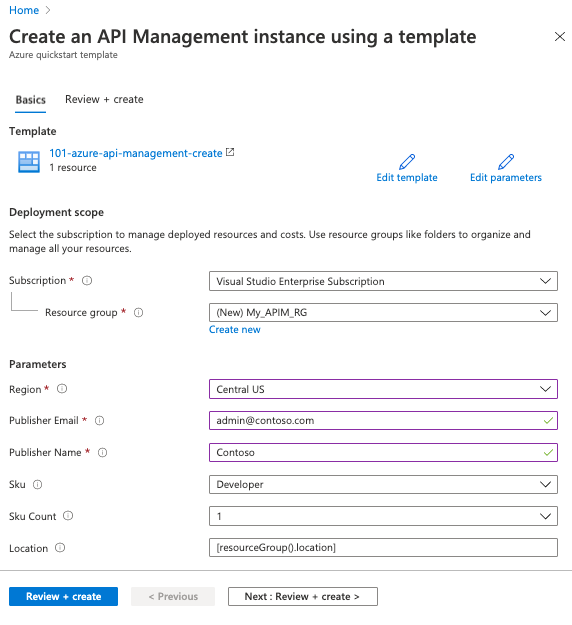 Home >
Create an API Management instance using a template
Azure quickstart template
Basics Review + create
Template
101-azure-api-management-create
1 resource
Edit template Edit parameters
Deployment scope
Select the subscription to manage deployed resources and costs. Use resource groups like folders to organize and
manage all your resources.
Subscription * Visual Studio Enterprise Subscription
Resource group * (New) My_APIM_RG
Create new
Parameters
Region * Central US
Publisher Email * admin@contoso.com
Publisher Name * Contoso
Sku Developer
Sku Count 1
Location [resourceGroup().location]
Review + create < Previous Next : Review + create >